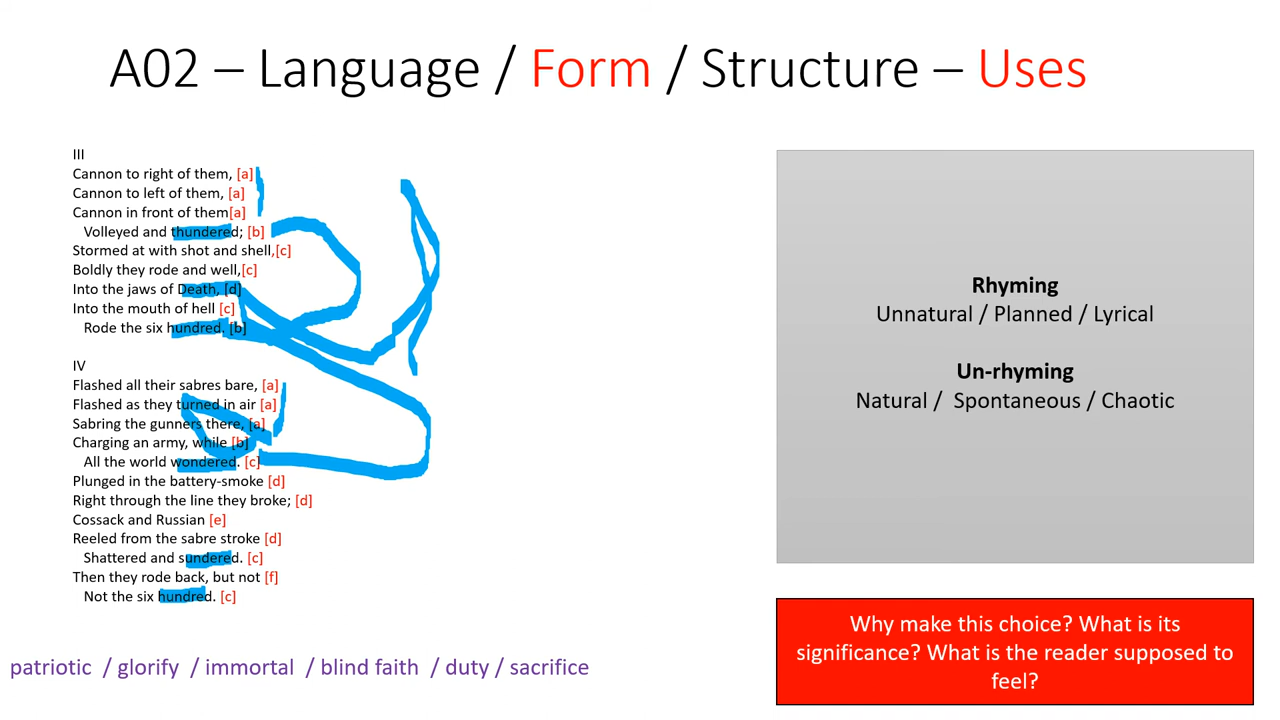 A02 – Language / Form / Structure – Uses
III
Cannon to right of them, [a]
Cannon to left of them, [a]
Cannon in front of them[a]
Volleyed and thundered; [b]
Stormed at with shot and shell,[c]
Boldly they rode and well,[c]
Into the jaws of Death, [d]
Into the mouth of hell [c]
Rode the six hundred. [b]
IV
Flashed all their sabres bare, [a]
Flashed as they turned in air [a]
Sabring the gunners there, [a]
Charging an army, while [b]
All the world wondered. [c]
Plunged in the battery-smoke [d]
Right through the line they broke; [d]
Cossack and Russian [e]
Reeled from the sabre stroke [d]
Shattered and sundered. [c]
Then they rode back, but not [f]
Not the six hundred. [c]
patriotic / glorify / immortal / blind faith / duty / sacrifice
Rhyming
Unnatural / Planned / Lyrical
Un-rhyming
Natural / Spontaneous / Chaotic
Why make this choice? What is its
significance? What is the reader supposed to
feel?